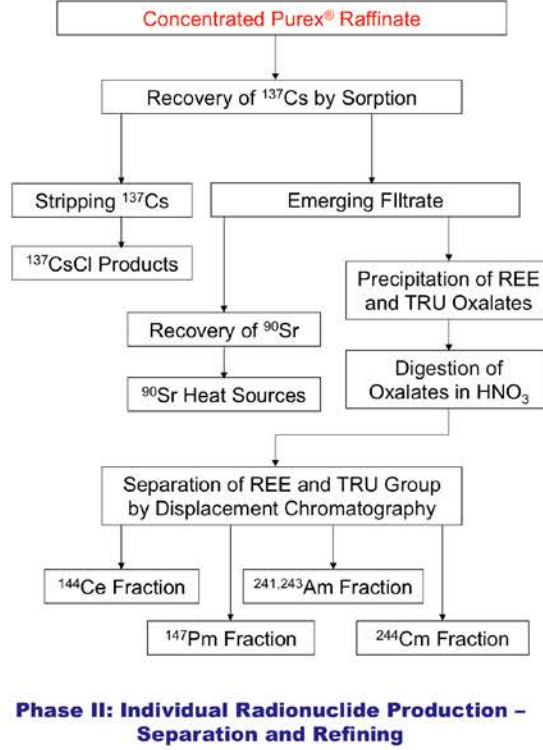 Concentrated Purex® Raffinate
Recovery of ¹³⁷Cs by Sorption
Stripping ¹³⁷Cs
Emerging FIltrate
¹³⁷CsCl Products
Precipitation of REE
and TRU Oxalates
Recovery of ⁹⁰Sr
Digestion of
Oxalates in HNO₃
⁹⁰Sr Heat Sources
Separation of REE and TRU Group
by Displacement Chromatography
¹⁴⁴Ce Fraction
²⁴¹,²⁴³Am Fraction
¹⁴⁷Pm Fraction
²⁴⁴Cm Fraction
Phase II: Individual Radionuclide Production –
Separation and Refining